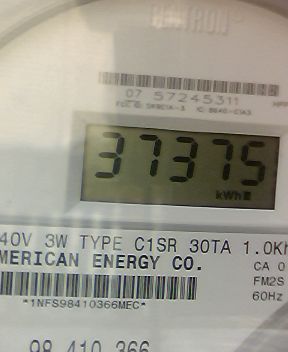 07 57245311
37375
kWh
40V 3W TYPE C1SR 30TA 1.0K
MERICAN ENERGY CO.
CA 0
FM2S
60Hz
*1NFS98410366MEC*
98 410 366